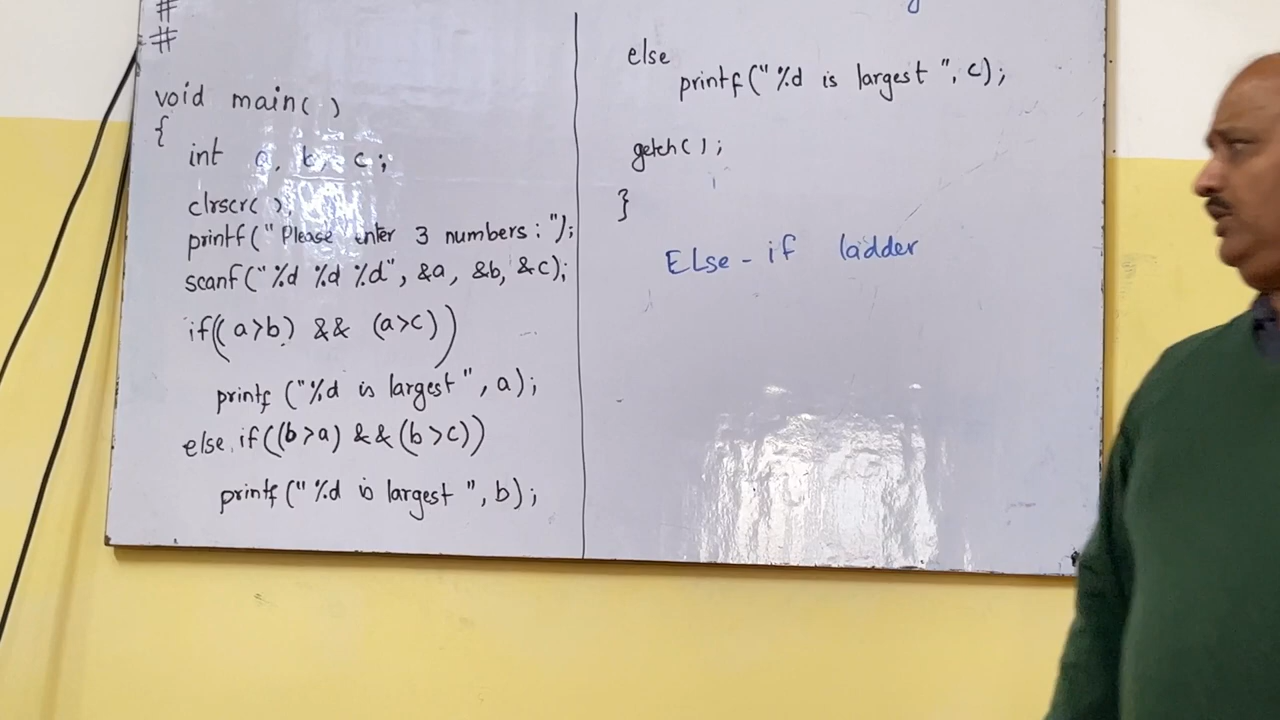 #
#
void main( )
{
int a, b, c ;
clrscr( );
printf("Please enter 3 numbers : ");
scanf("%d %d %d", &a, &b, &c);
if((a>b) && (a>c))
printf ("%d is largest", a);
else if((b>a) && (b>c))
printf("%d is largest ", b);
else
printf("%d is largest ", c);
getch( );
}
Else - if ladder